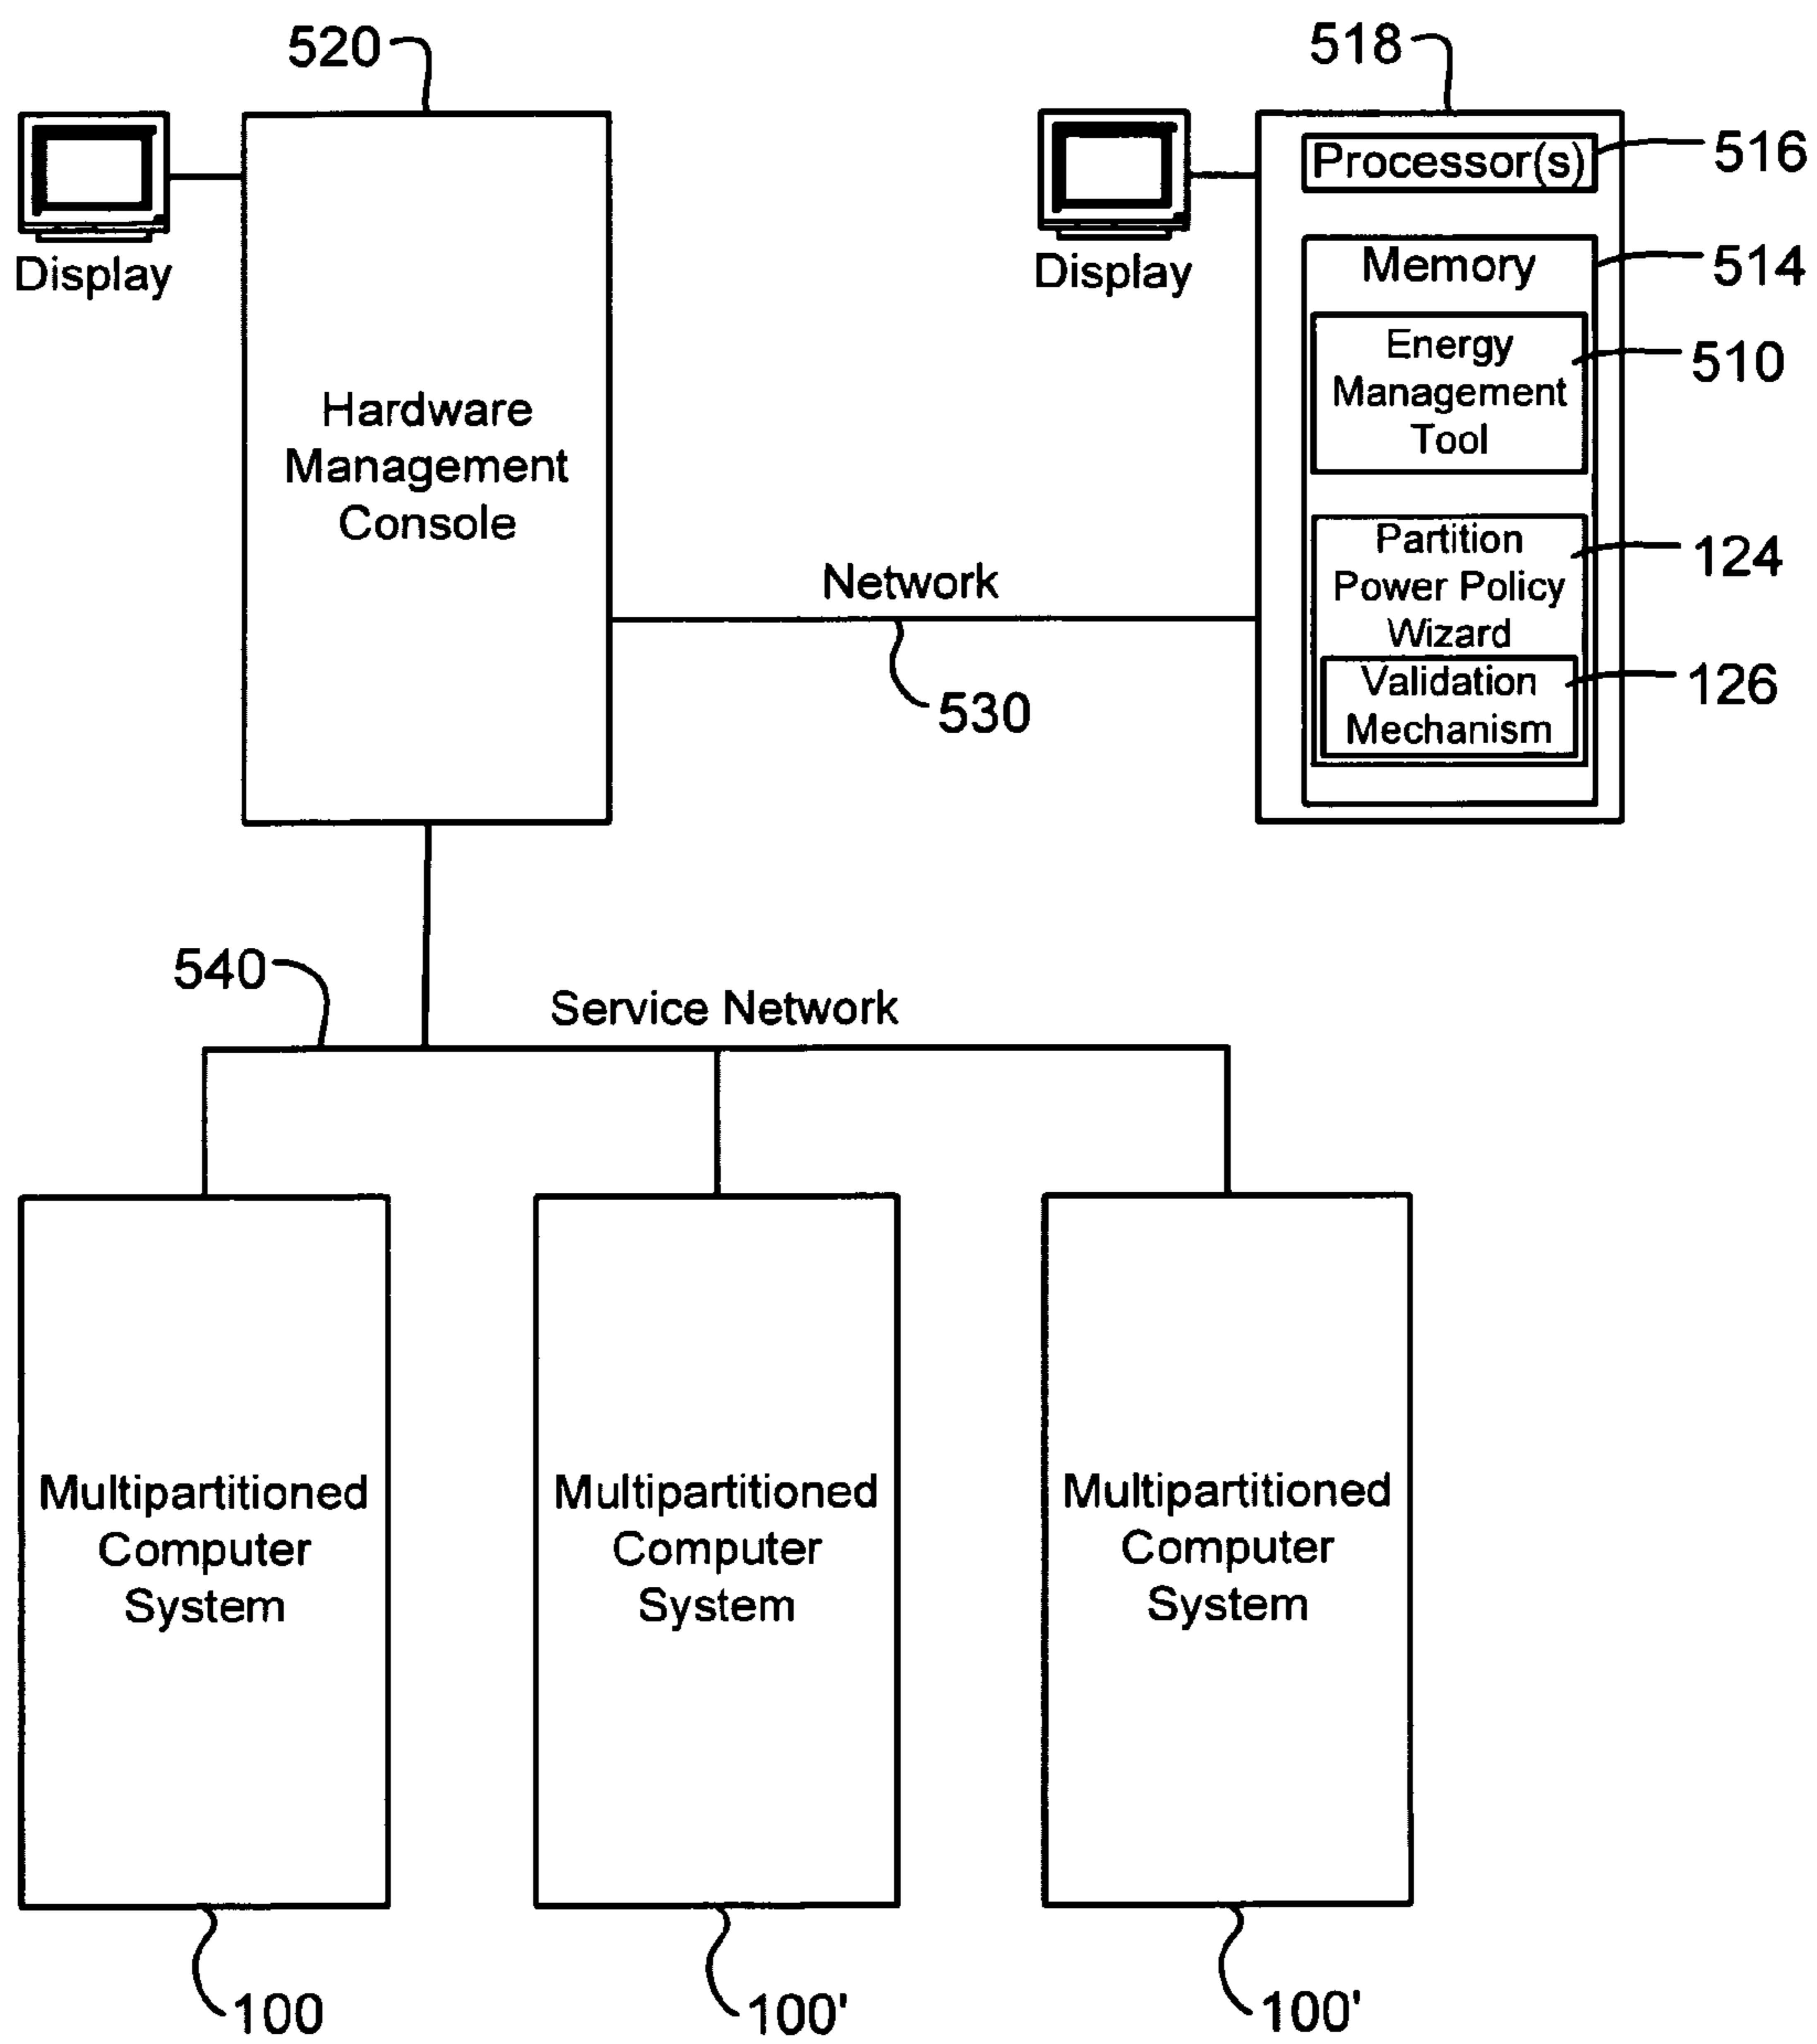 520
518
Display
Hardware
Management
Console
Display
Processor(s)
516
Memory
514
Energy
Management
Tool
510
Partition
Power Policy
Wizard
124
Validation
Mechanism
126
Network
530
540
Service Network
Multipartitioned
Computer
System
Multipartitioned
Computer
System
Multipartitioned
Computer
System
100
100'
100'